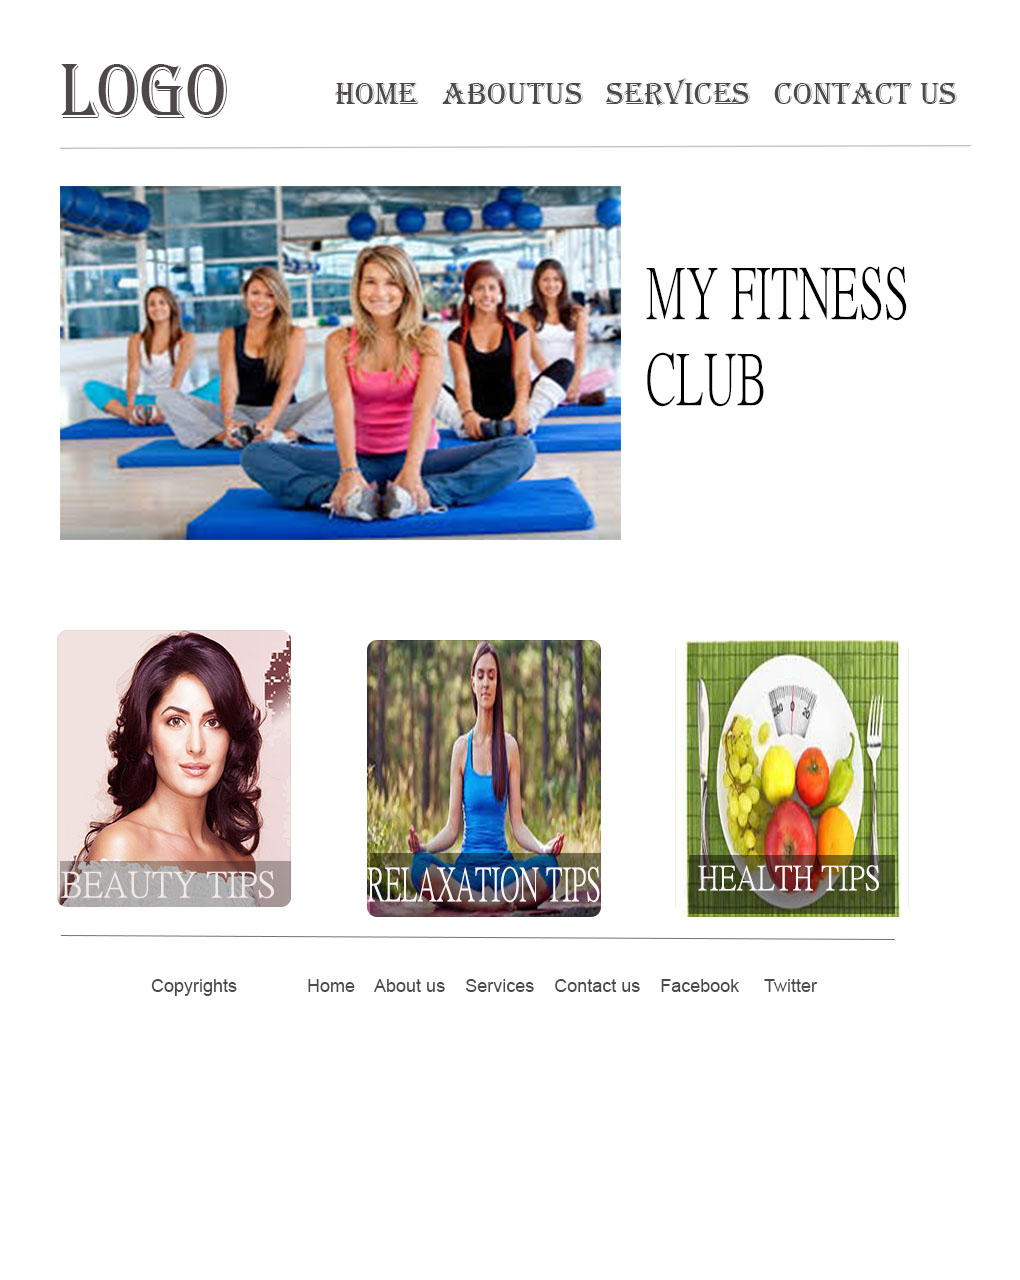 LOGO
HOME ABOUTUS SERVICES CONTACT US
MY FITNESS
CLUB
BEAUTY TIPS
RELAXATION TIPS
HEALTH TIPS
Copyrights Home About us Services Contact us Facebook Twitter